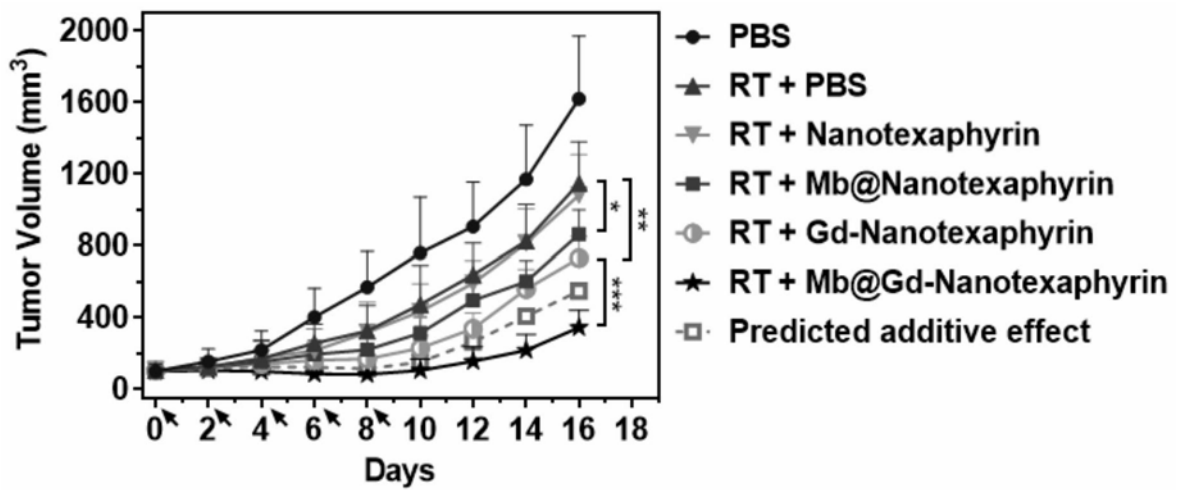 Tumor Volume (mm³)
2000
1600
1200
800
400
0
0 2 4 6 8 10 12 14 16 18
Days
*
**
***
PBS
RT + PBS
RT + Nanotexaphyrin
RT + Mb@Nanotexaphyrin
RT + Gd-Nanotexaphyrin
RT + Mb@Gd-Nanotexaphyrin
Predicted additive effect